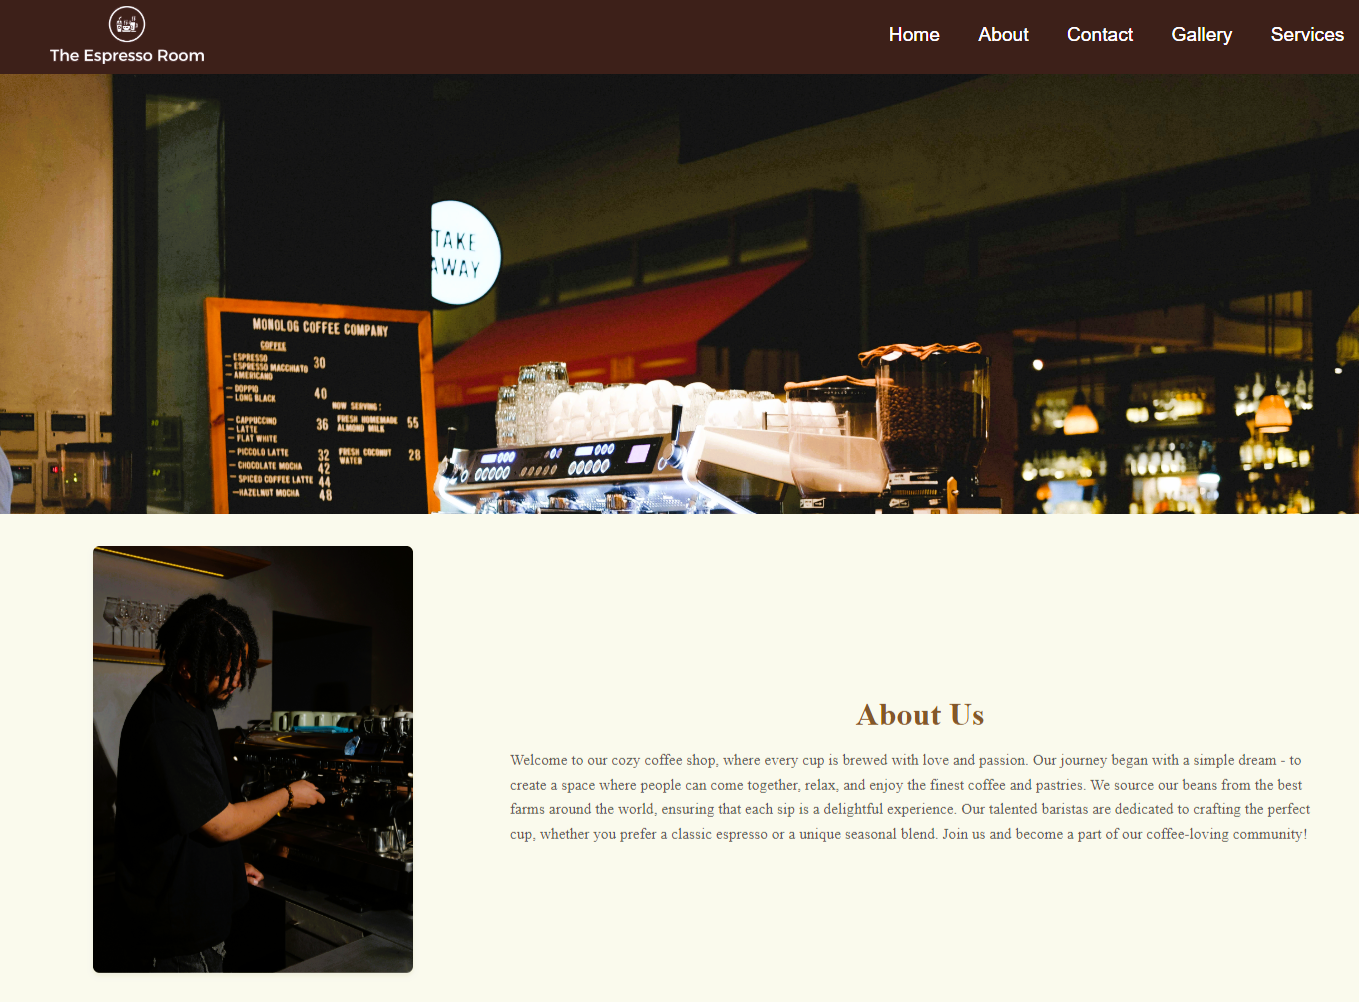 The Espresso Room
Home About Contact Gallery Services
TAKE
AWAY
MONOLOG COFFEE COMPANY
COFFEE
– ESPRESSO
– ESPRESSO MACCHIATO 30
– AMERICANO
– DOPPIO 40
– LONG BLACK
NOW SERVING:
– CAPPUCCINO
– LATTE 36
– FLAT WHITE
FRESH HOMEMADE 55
ALMOND MILK
– PICCOLO LATTE 32
FRESH COCONUT 28
WATER
– CHOCOLATE MOCHA 42
– SPICED COFFEE LATTE 44
– HAZELNUT MOCHA 48
About Us
Welcome to our cozy coffee shop, where every cup is brewed with love and passion. Our journey began with a simple dream - to
create a space where people can come together, relax, and enjoy the finest coffee and pastries. We source our beans from the best
farms around the world, ensuring that each sip is a delightful experience. Our talented baristas are dedicated to crafting the perfect
cup, whether you prefer a classic espresso or a unique seasonal blend. Join us and become a part of our coffee-loving community!